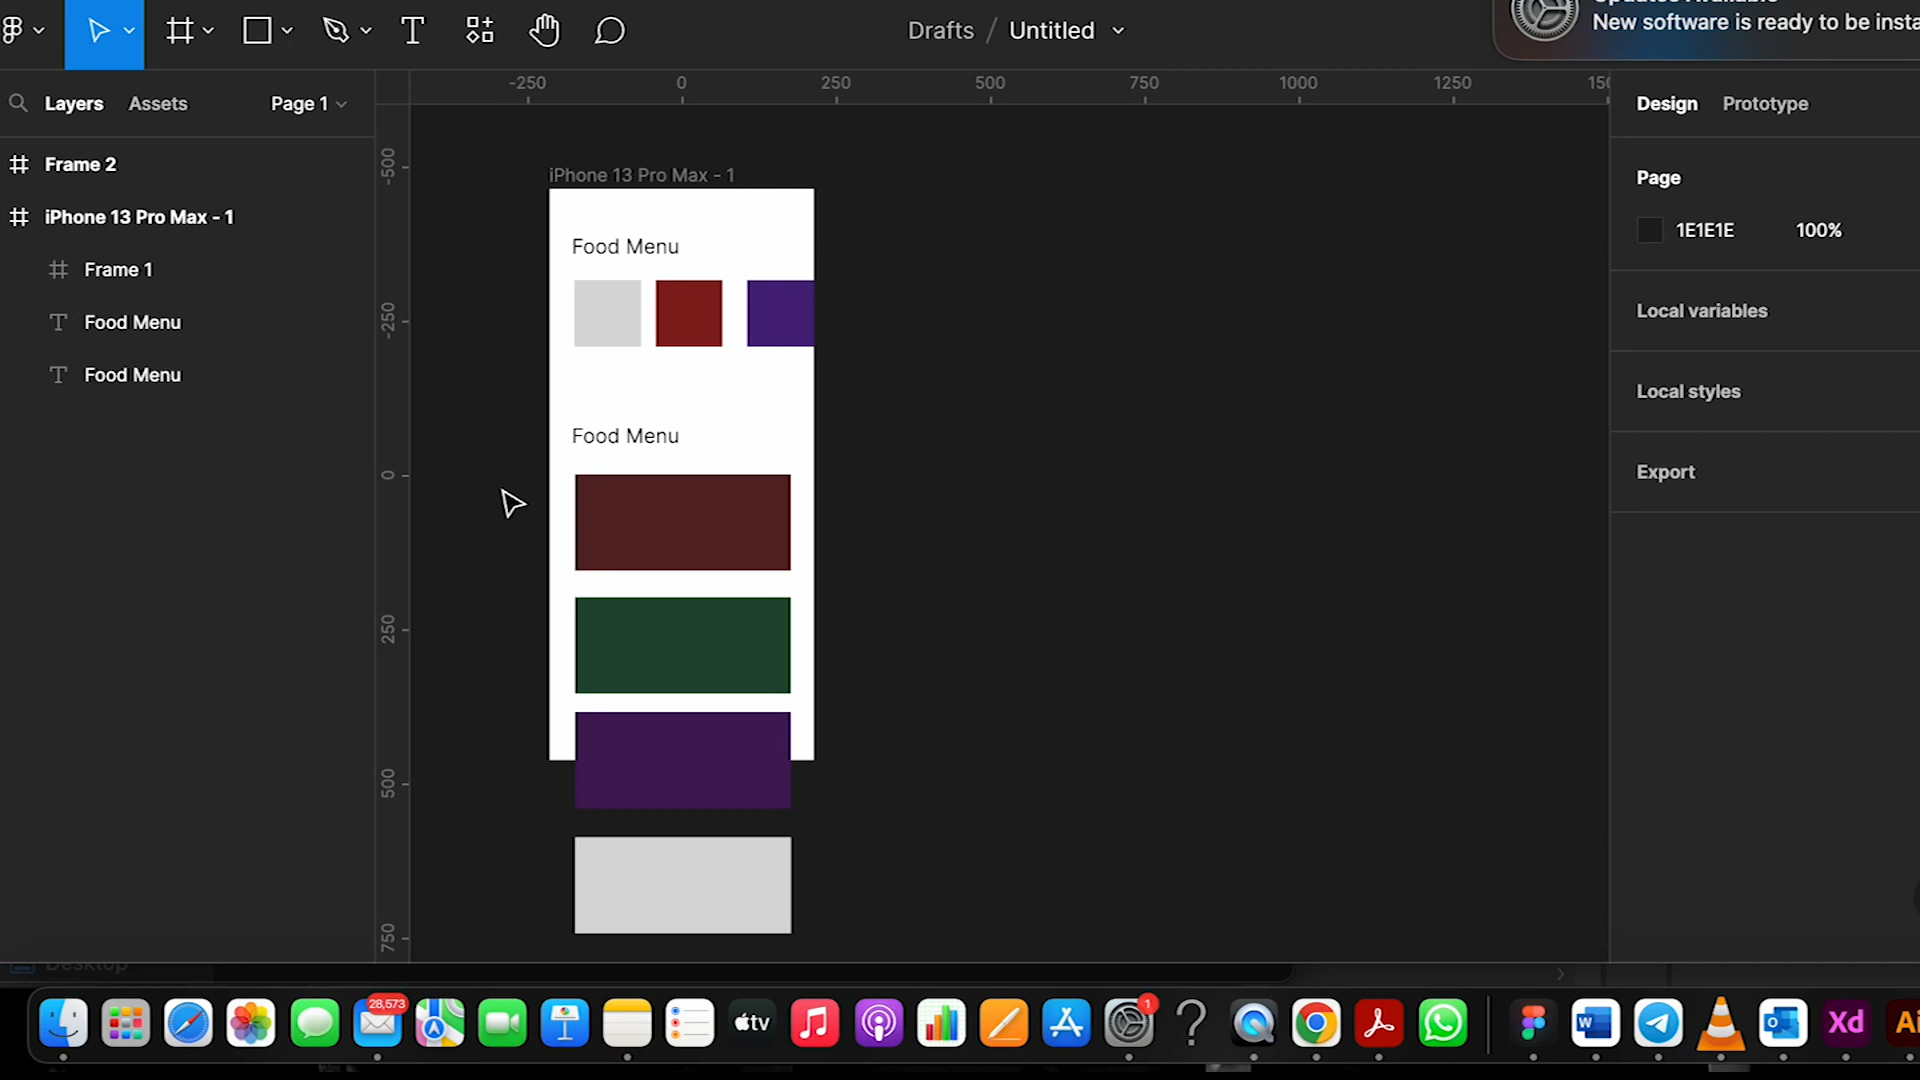 Drafts / Untitled
New software is ready to be insta
Layers Assets Page 1
-250 0 250 500 750 1000 1250
Design Prototype
Frame 2
iPhone 13 Pro Max - 1
Frame 1
Food Menu
Food Menu
-500
-250
0
250
500
750
iPhone 13 Pro Max - 1
Food Menu
Food Menu
Page
1E1E1E 100%
Local variables
Local styles
Export
Desktop
28,573
tv
1
W
Xd
Ai